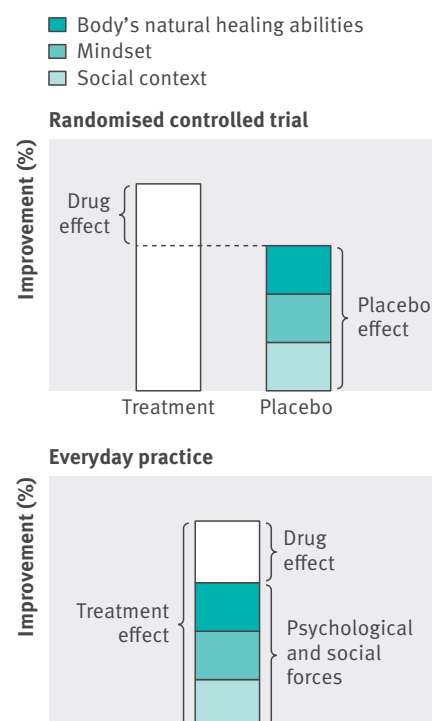 Body's natural healing abilities
Mindset
Social context
Randomised controlled trial
Improvement (%)
Drug
effect
Placebo
effect
Treatment
Placebo
Everyday practice
Improvement (%)
Drug
effect
Treatment
effect
Psychological
and social
forces